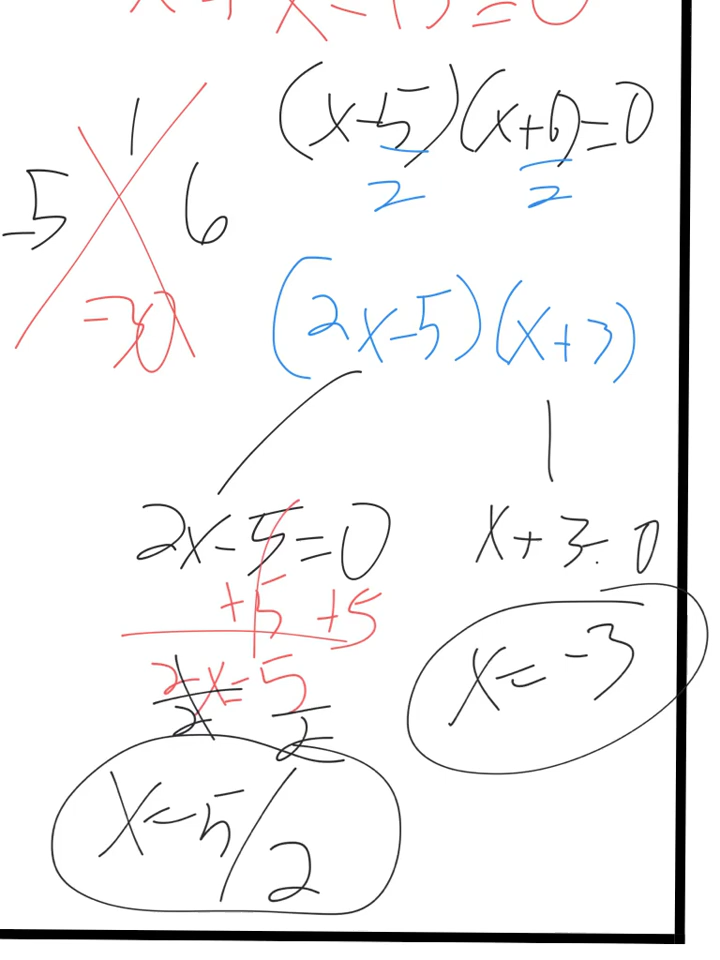 (x-5)(x+6)=0
1
-5 6
2 2
-30
(2x-5)(x+3)
2x-5=0 x+3=0
+5 +5
2x=5
2 2
x=-3
x=5/2